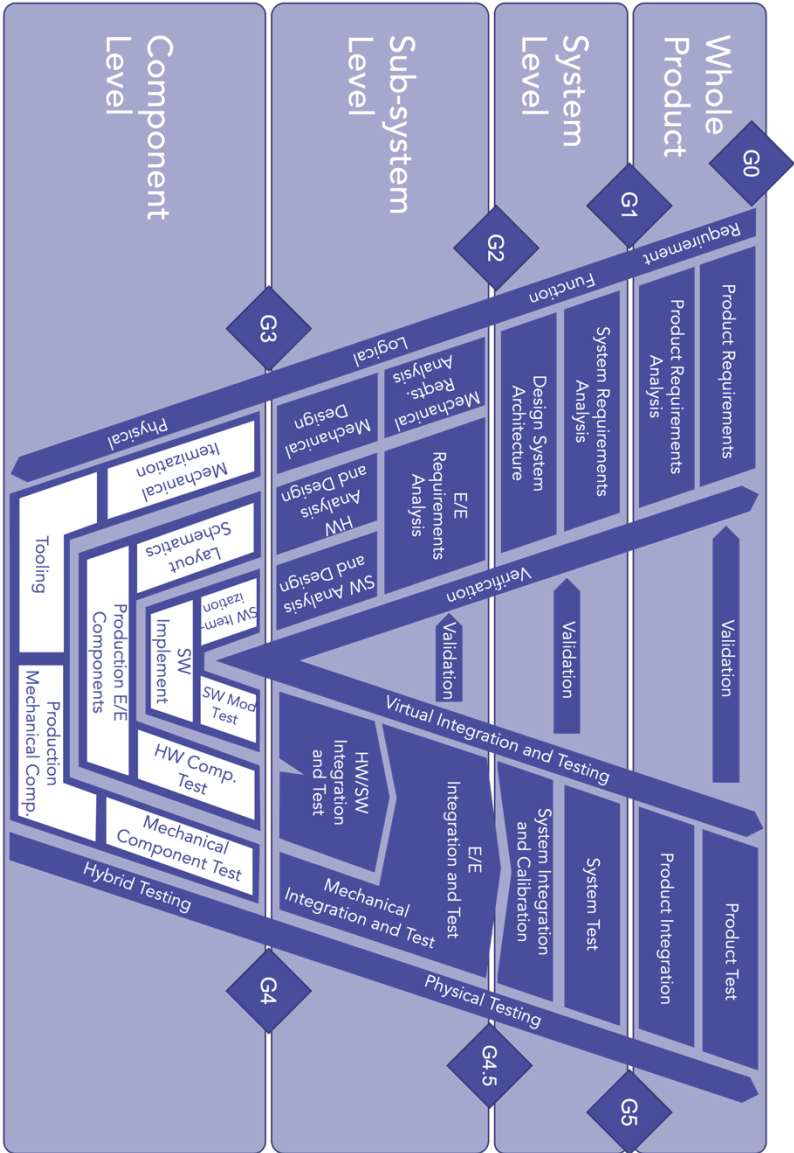 Whole
Product
G0
Requirement
Product Requirements
Product Requirements
Analysis
Validation
Product Test
Product Integration
G1
G5
System
Level
Function
System Requirements
Analysis
Design System
Architecture
Verification
Validation
System Test
System Integration
and Calibration
G2
G4.5
Sub-system
Level
Logical
Mechanical
Reqts.
Analysis
E/E
Requirements
Analysis
Validation
Virtual Integration and Testing
E/E
Integration and Test
Physical Testing
Mechanical
Design
HW
Analysis
and Design
SW Analysis
and Design
HW/SW
Integration
and Test
Mechanical
Integration and Test
G3
G4
Component
Level
Physical
Mechanical
Itemization
Layout
Schematics
SW Item-
ization
SW Mod
Test
HW Comp.
Test
Mechanical
Component Test
SW
Implement
Production E/E
Components
Tooling
Production
Mechanical Comp.
Hybrid Testing